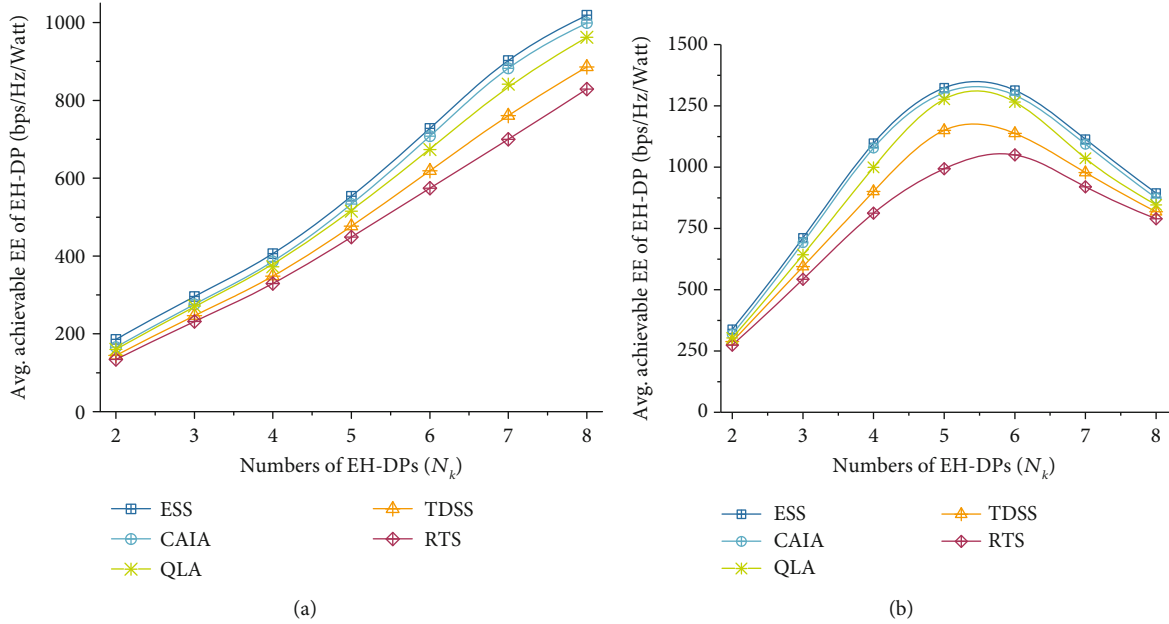 Avg. achievable EE of EH-DP (bps/Hz/Watt)
1000
800
600
400
200
0
2 3 4 5 6 7 8
Numbers of EH-DPs (N_k)
ESS
CAIA
QLA
TDSS
RTS
(a)
Avg. achievable EE of EH-DP (bps/Hz/Watt)
1500
1250
1000
750
500
250
0
2 3 4 5 6 7 8
Numbers of EH-DPs (N_k)
ESS
CAIA
QLA
TDSS
RTS
(b)